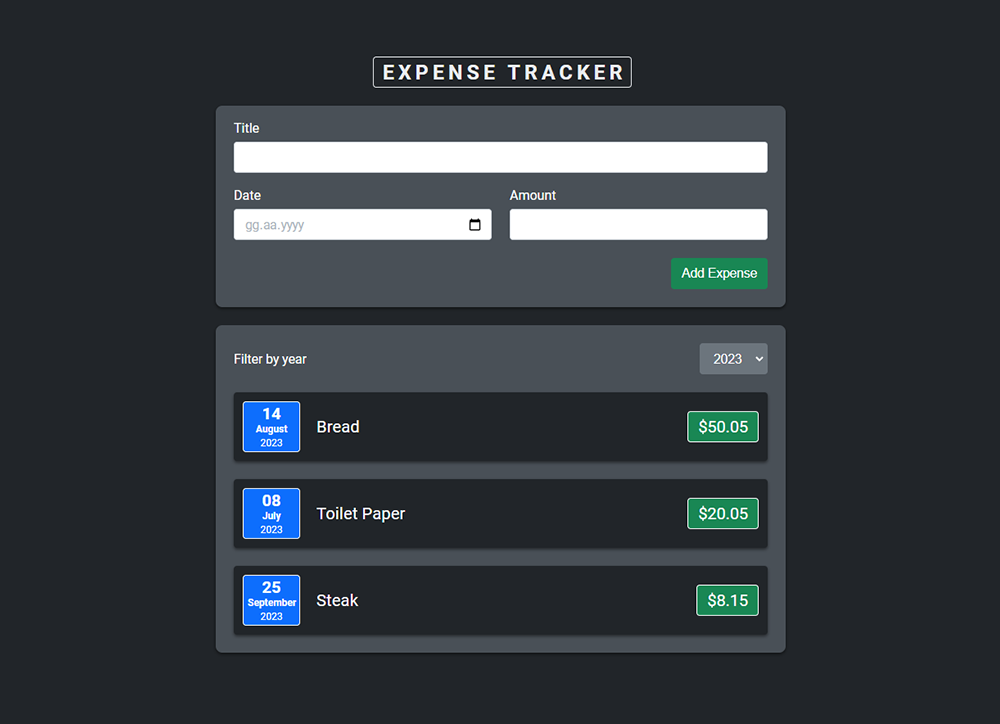 EXPENSE TRACKER
Title
Date Amount
gg.aa.yyyy
Add Expense
Filter by year 2023
14
August
2023
Bread
$50.05
08
July
2023
Toilet Paper
$20.05
25
September
2023
Steak
$8.15